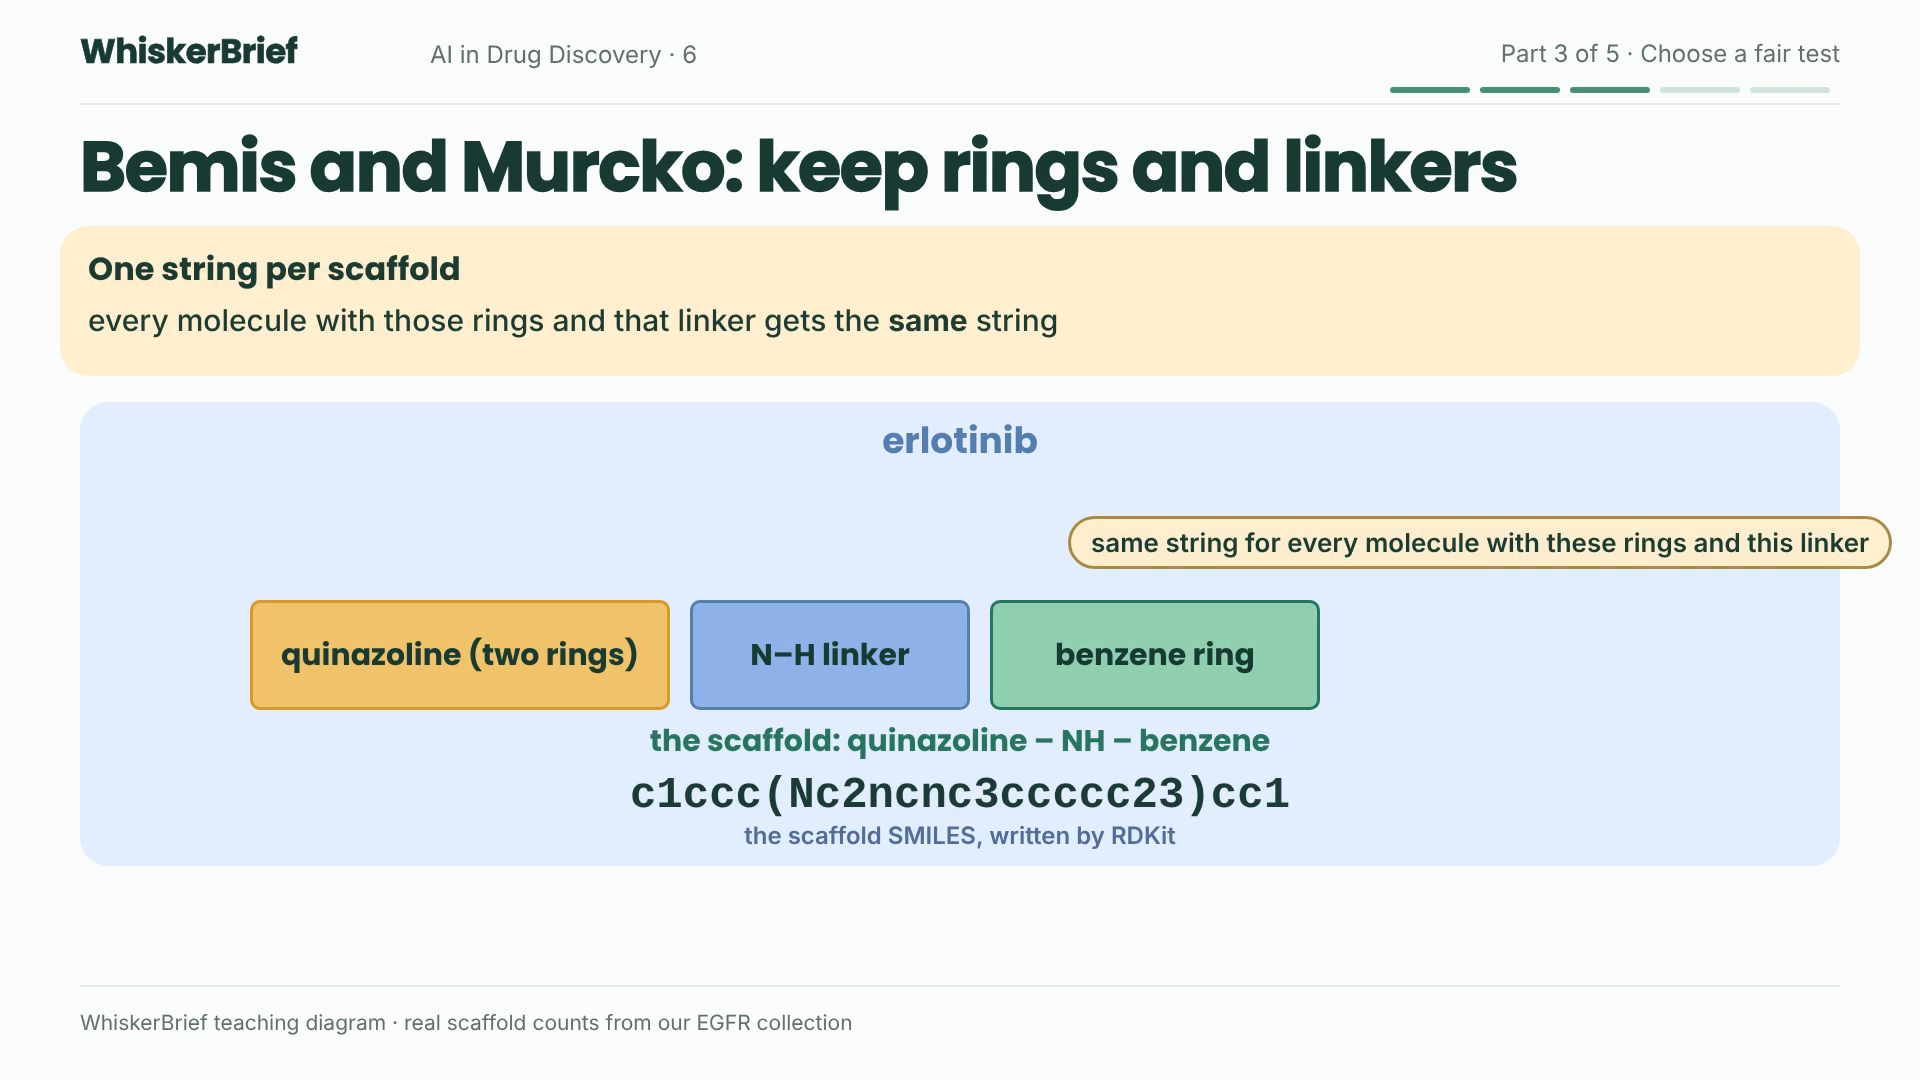 WhiskerBrief
AI in Drug Discovery · 6
Part 3 of 5 · Choose a fair test
Bemis and Murcko: keep rings and linkers
One string per scaffold
every molecule with those rings and that linker gets the same string
erlotinib
same string for every molecule with these rings and this linker
quinazoline (two rings)
N–H linker
benzene ring
the scaffold: quinazoline – NH – benzene
c1ccc(Nc2ncnc3ccccc23)cc1
the scaffold SMILES, written by RDKit
WhiskerBrief teaching diagram · real scaffold counts from our EGFR collection